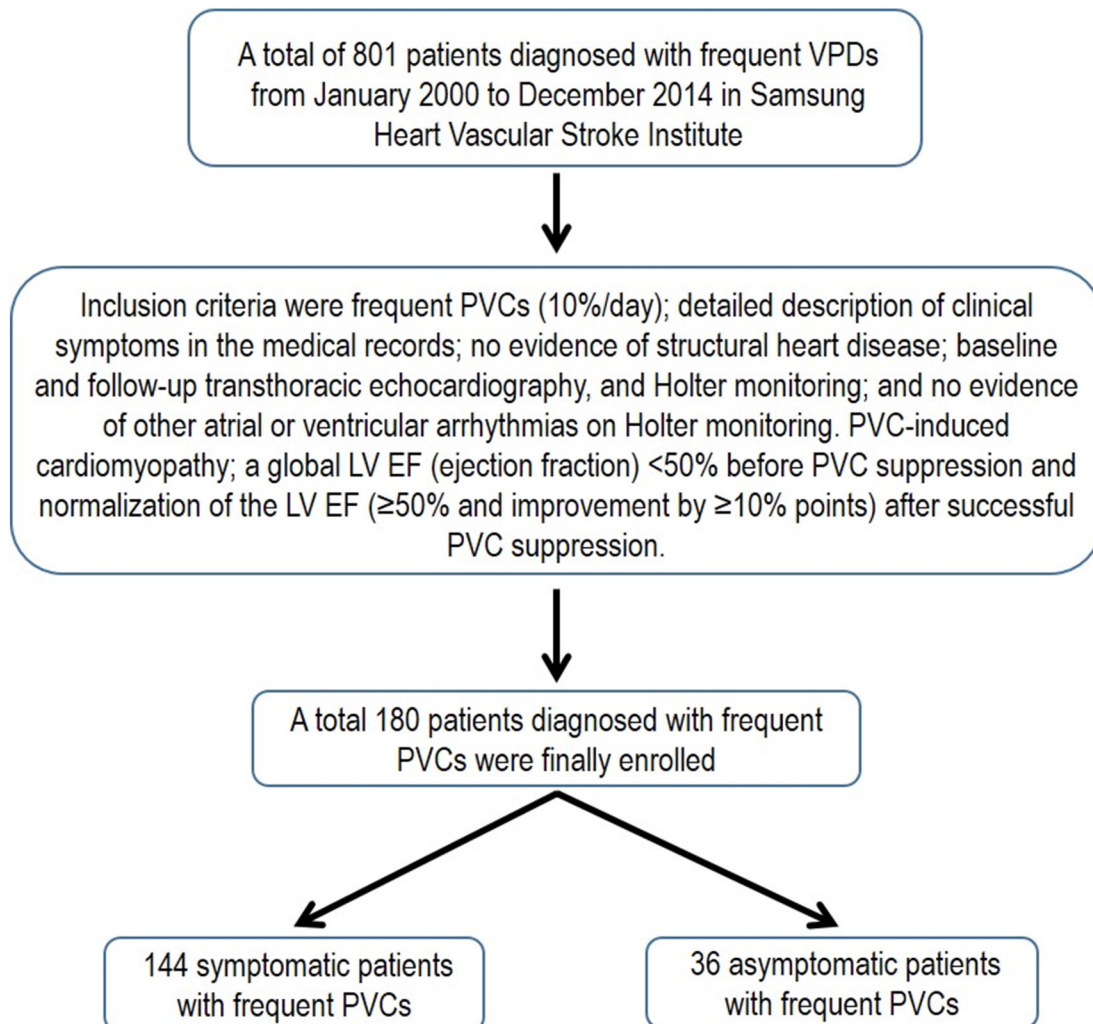 A total of 801 patients diagnosed with frequent VPDs
from January 2000 to December 2014 in Samsung
Heart Vascular Stroke Institute
Inclusion criteria were frequent PVCs (10%/day); detailed description of clinical
symptoms in the medical records; no evidence of structural heart disease; baseline
and follow-up transthoracic echocardiography, and Holter monitoring; and no evidence
of other atrial or ventricular arrhythmias on Holter monitoring. PVC-induced
cardiomyopathy; a global LV EF (ejection fraction) <50% before PVC suppression and
normalization of the LV EF (≥50% and improvement by ≥10% points) after successful
PVC suppression.
A total 180 patients diagnosed with frequent
PVCs were finally enrolled
144 symptomatic patients
with frequent PVCs
36 asymptomatic patients
with frequent PVCs